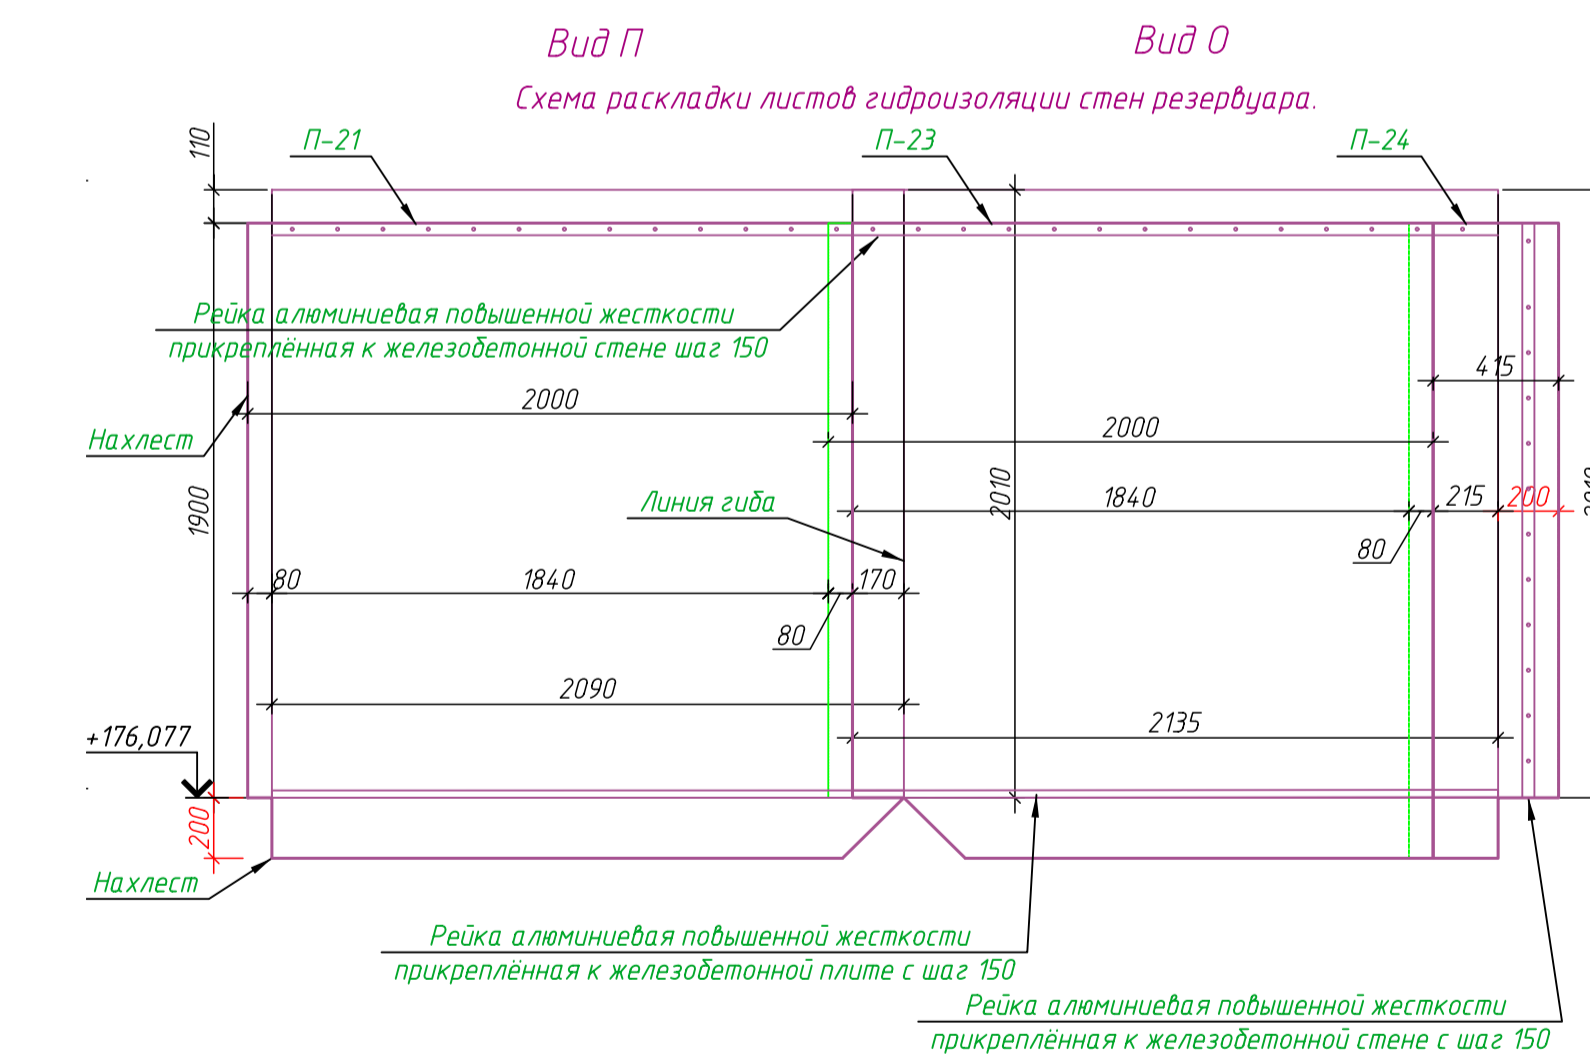 Вид П
Вид О
Схема раскладки листов гидроизоляции стен резервуара.
110
П-21
П-23
П-24
Рейка алюминиевая повышенной жесткости
прикреплённая к железобетонной стене шаг 150
415
2000
2000
Нахлест
1900
Линия гиба
2010
1840
215
200
80
80
1840
170
80
2090
2135
+176,077
200
Нахлест
Рейка алюминиевая повышенной жесткости
прикреплённая к железобетонной плите с шаг 150
Рейка алюминиевая повышенной жесткости
прикреплённая к железобетонной стене с шаг 150